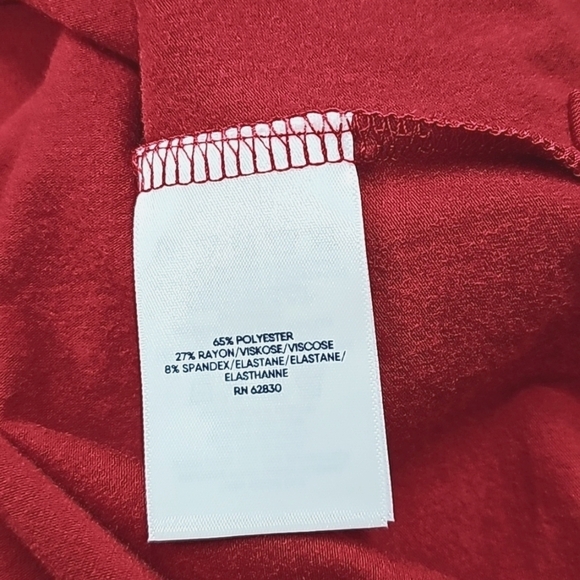 65% POLYESTER
27% RAYON/VISKOSE/VISCOSE
8% SPANDEX/ELASTANE/ELASTANE/
ELASTHANNE
RN 62830